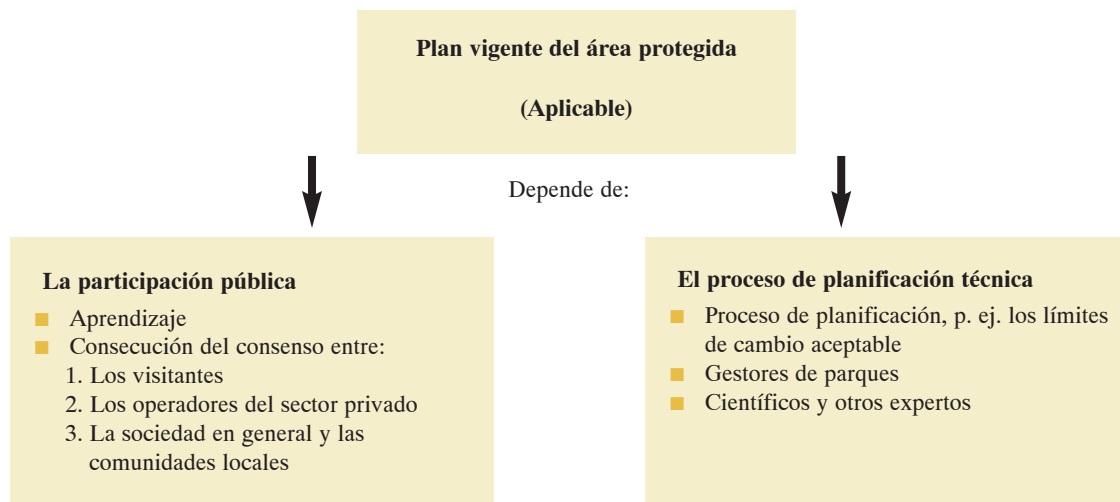 Plan vigente del área protegida
(Aplicable)
Depende de:
La participación pública
Aprendizaje
Consecución del consenso entre:
1. Los visitantes
2. Los operadores del sector privado
3. La sociedad en general y las
comunidades locales
El proceso de planificación técnica
Proceso de planificación, p. ej. los límites
de cambio aceptable
Gestores de parques
Científicos y otros expertos